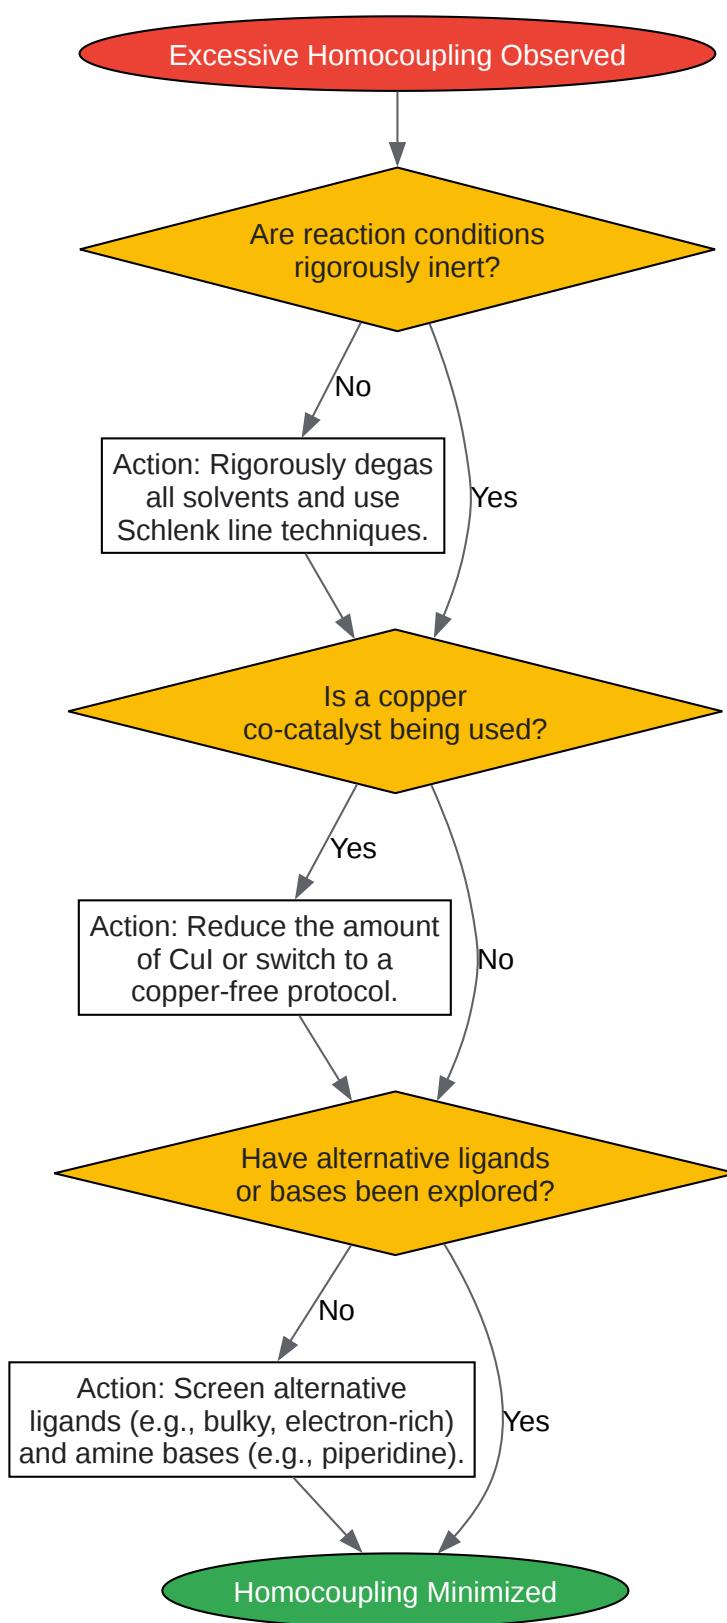 Excessive Homocoupling Observed
Are reaction conditions
rigorously inert?
No
Action: Rigorously degas
all solvents and use
Schlenk line techniques.
Yes
Is a copper
co-catalyst being used?
Yes
Action: Reduce the amount
of CuI or switch to a
copper-free protocol.
No
Have alternative ligands
or bases been explored?
No
Action: Screen alternative
ligands (e.g., bulky, electron-rich)
and amine bases (e.g., piperidine).
Yes
Homocoupling Minimized